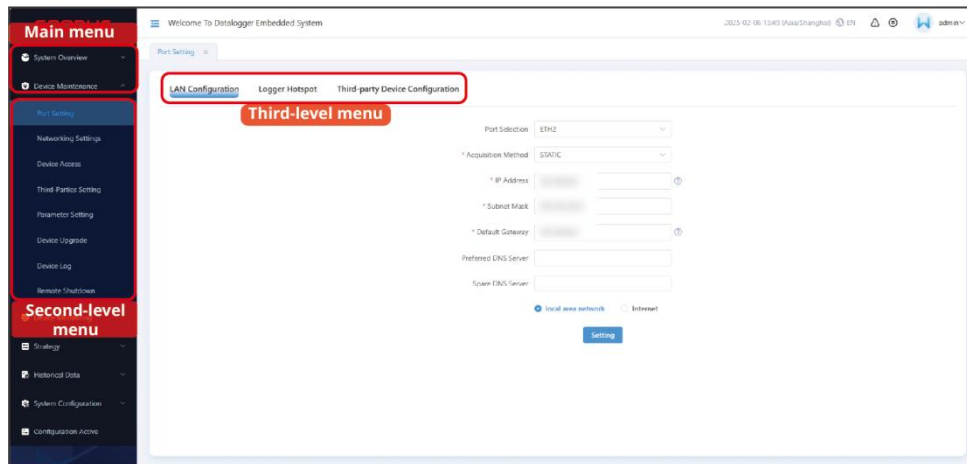 Main menu
Welcome To Datalogger Embedded System
2025-02-06 13:49 (Asia/Shanghai) EN
admin
System Overview
Port Setting
Device Maintenance
LAN Configuration Logger Hotspot Third-party Device Configuration
Third-level menu
Port Setting
Networking Settings
Device Access
Third-Parties Setting
Parameter Setting
Device Upgrade
Device Log
Remote Shutdown
Second-level
menu
Strategy
Historical Data
System Configuration
Configuration Active
Port Selection ETH2
* Acquisition Method STATIC
* IP Address
* Subnet Mask
* Default Gateway
Preferred DNS Server
Spare DNS Server
local area network Internet
Setting